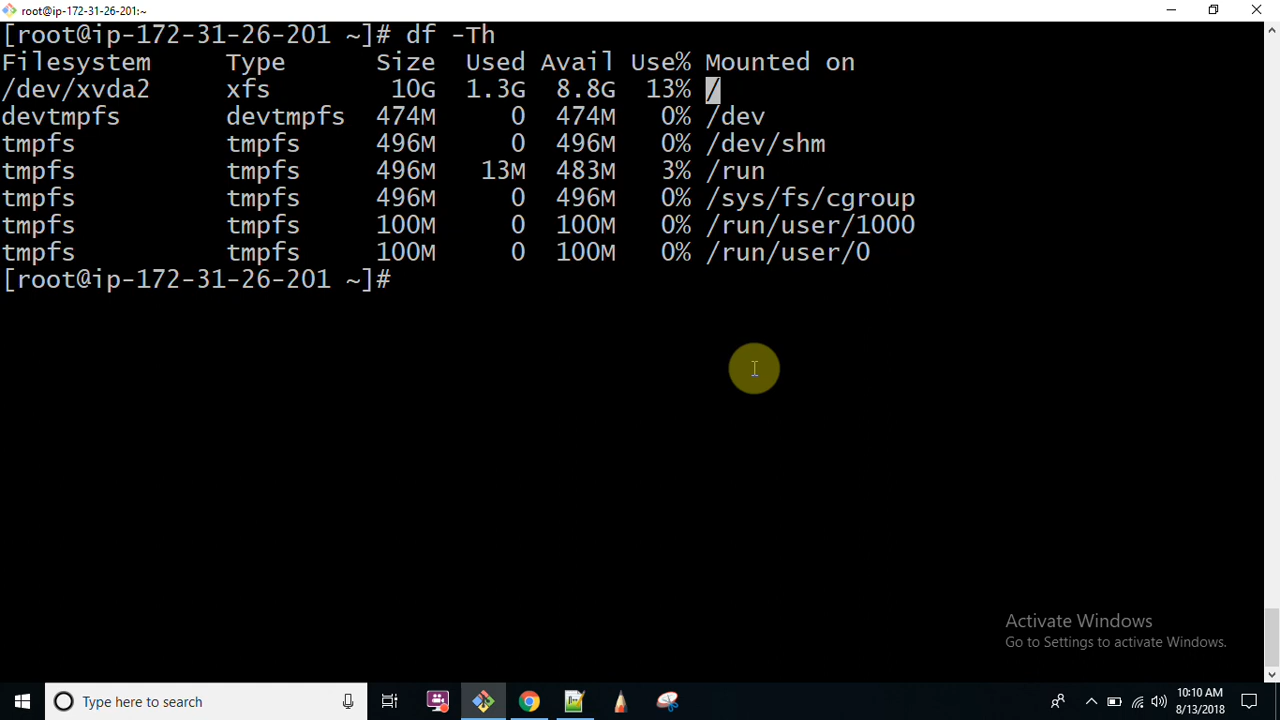 root@ip-172-31-26-201:~
[root@ip-172-31-26-201 ~]# df -Th
Filesystem     Type      Size  Used Avail Use% Mounted on
/dev/xvda2     xfs        10G  1.3G  8.8G  13% /
devtmpfs       devtmpfs  474M     0  474M   0% /dev
tmpfs          tmpfs     496M     0  496M   0% /dev/shm
tmpfs          tmpfs     496M   13M  483M   3% /run
tmpfs          tmpfs     496M     0  496M   0% /sys/fs/cgroup
tmpfs          tmpfs     100M     0  100M   0% /run/user/1000
tmpfs          tmpfs     100M     0  100M   0% /run/user/0
[root@ip-172-31-26-201 ~]#
Activate Windows
Go to Settings to activate Windows.
Type here to search
10:10 AM
8/13/2018